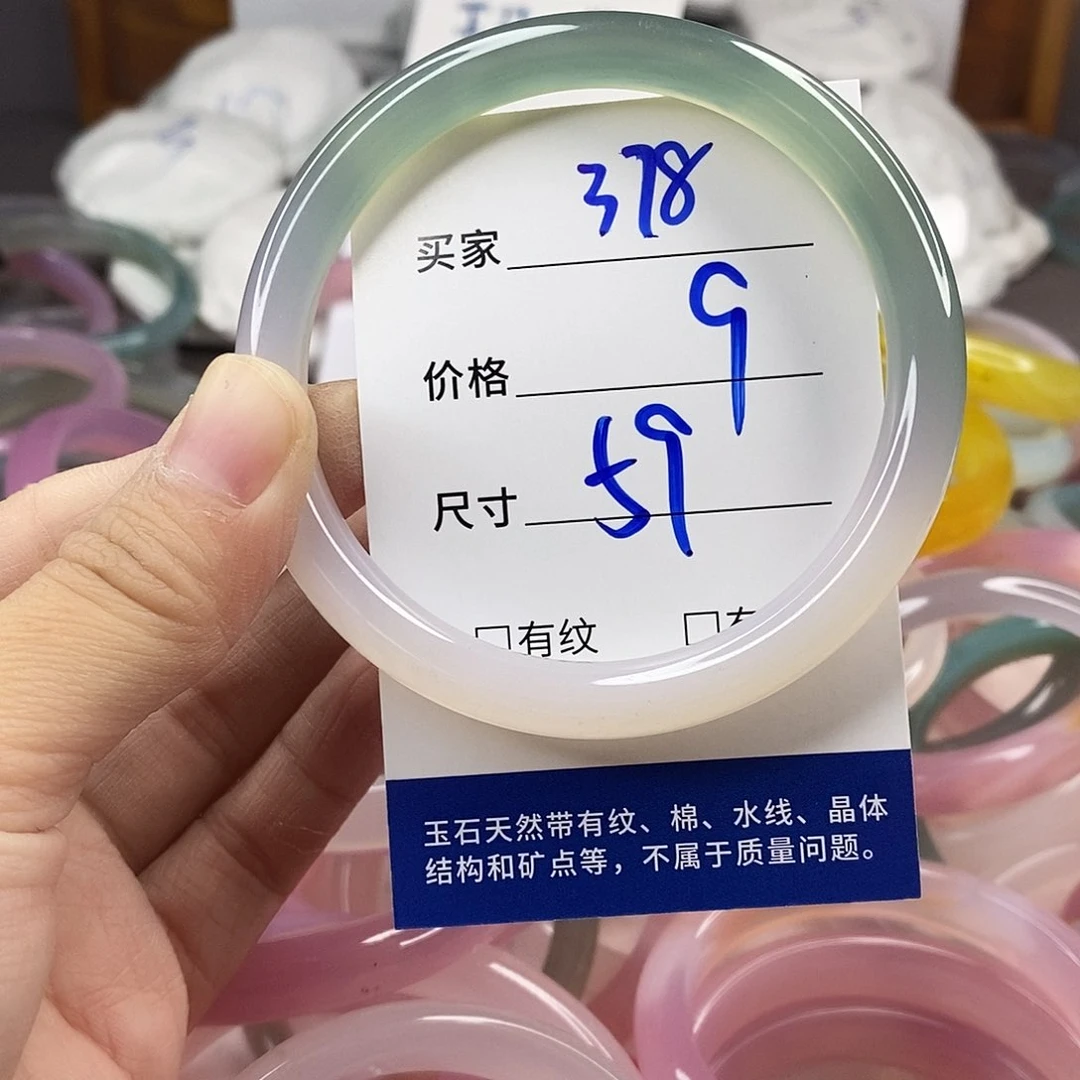 买家 378
价格 9
尺寸 59
□有纹 □
玉石天然带有纹、棉、水线、晶体
结构和矿点等，不属于质量问题。